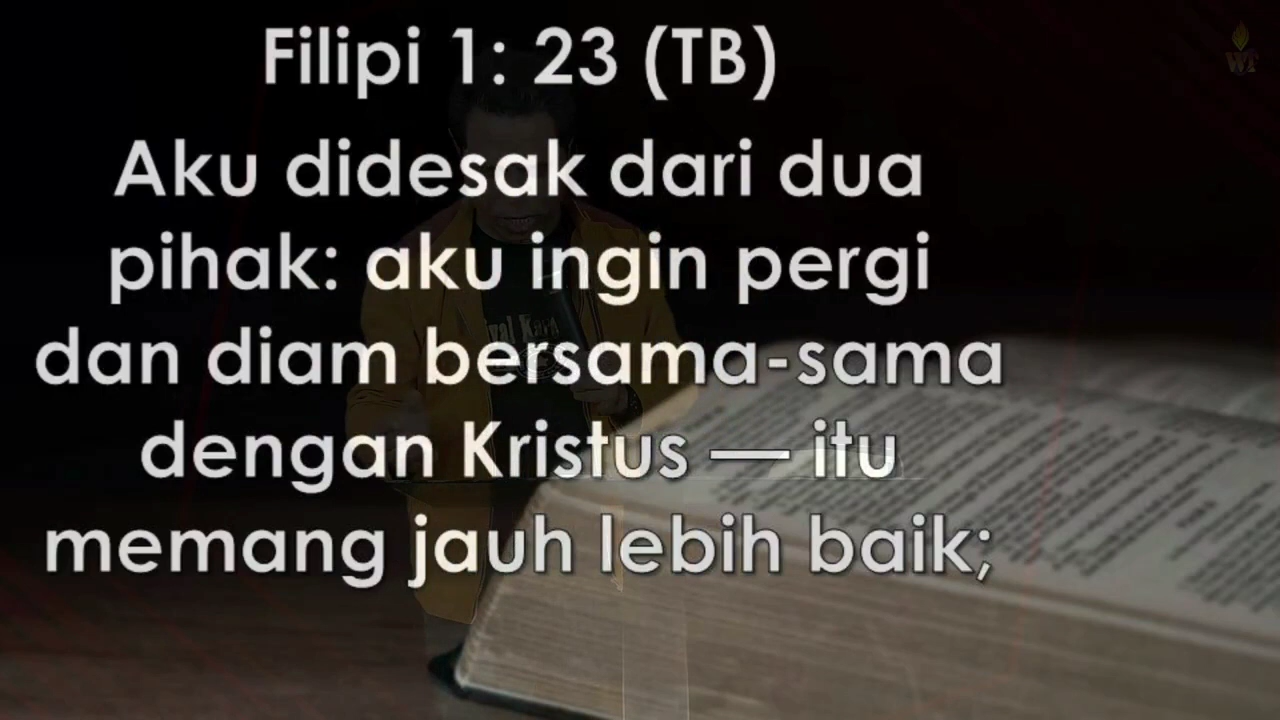 Filipi 1: 23 (TB)
Aku didesak dari dua
pihak: aku ingin pergi
dan diam bersama-sama
dengan Kristus — itu
memang jauh lebih baik;